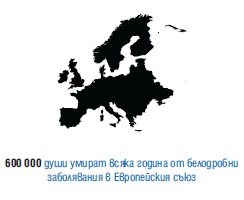 600 000 души умират всяка година от белодробни
заболявания в Европейския съюз